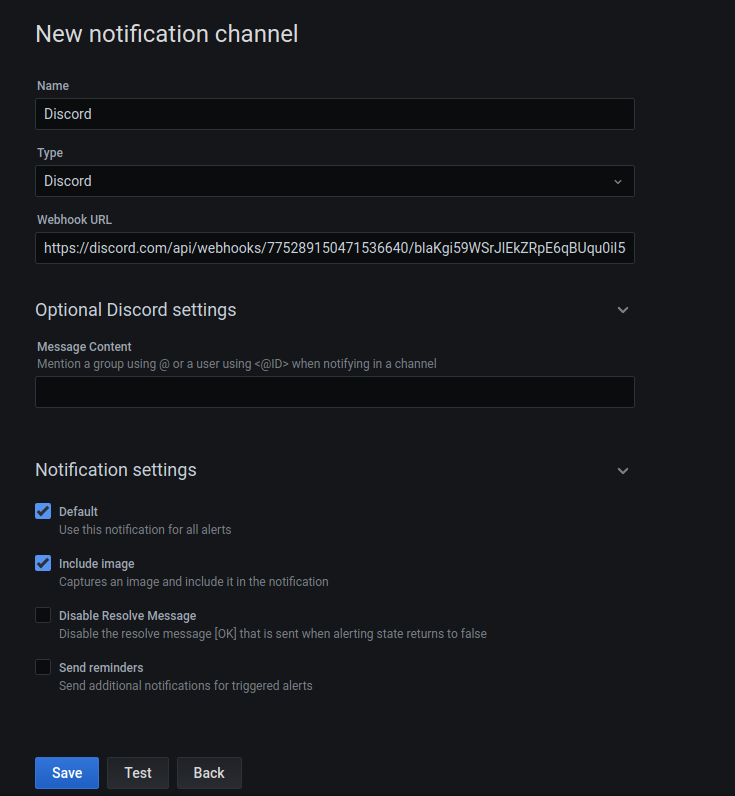 New notification channel
Name
Discord
Type
Discord
Webhook URL
https://discord.com/api/webhooks/775289150471536640/blaKgi59WSrJIEkZRpE6qBUqu0iI5
Optional Discord settings
Message Content
Mention a group using @ or a user using <@ID> when notifying in a channel
Notification settings
Default
Use this notification for all alerts
Include image
Captures an image and include it in the notification
Disable Resolve Message
Disable the resolve message [OK] that is sent when alerting state returns to false
Send reminders
Send additional notifications for triggered alerts
Save Test Back